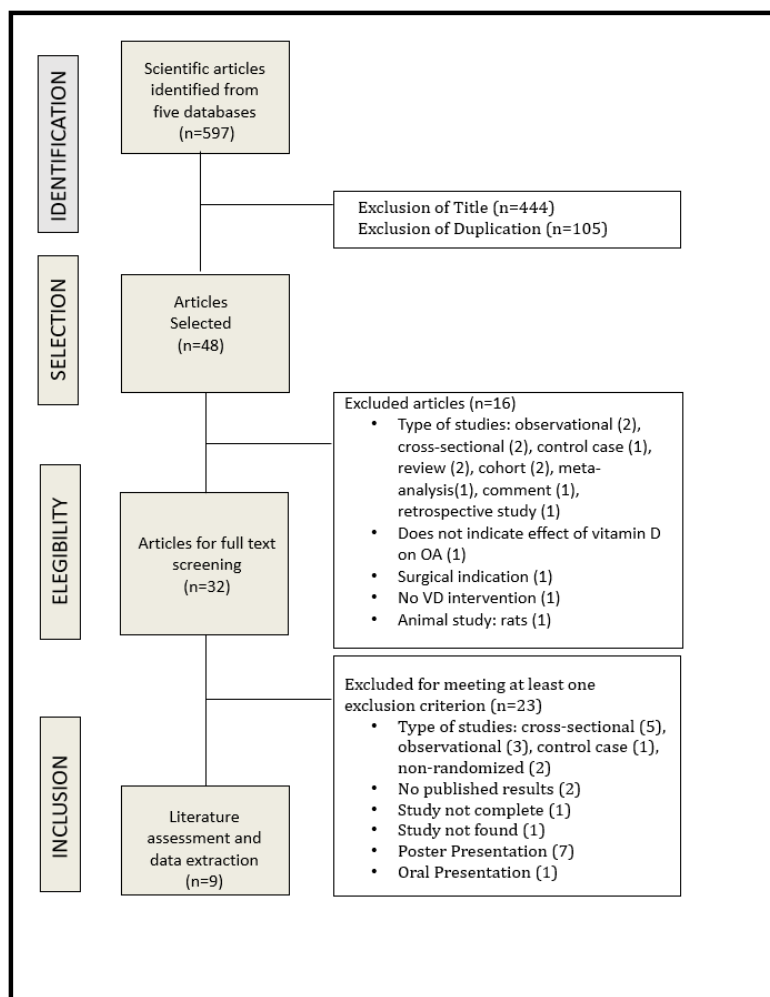 IDENTIFICATION
Scientific articles
identified from
five databases
(n=597)
Exclusion of Title (n=444)
Exclusion of Duplication (n=105)
SELECTION
Articles
Selected
(n=48)
Excluded articles (n=16)
• Type of studies: observational (2),
cross-sectional (2), control case (1),
review (2), cohort (2), meta-
analysis(1), comment (1),
retrospective study (1)
• Does not indicate effect of vitamin D
on OA (1)
• Surgical indication (1)
• No VD intervention (1)
• Animal study: rats (1)
ELEGIBILITY
Articles for full text
screening
(n=32)
Excluded for meeting at least one
exclusion criterion (n=23)
• Type of studies: cross-sectional (5),
observational (3), control case (1),
non-randomized (2)
• No published results (2)
• Study not complete (1)
• Study not found (1)
• Poster Presentation (7)
• Oral Presentation (1)
INCLUSION
Literature
assessment and
data extraction
(n=9)